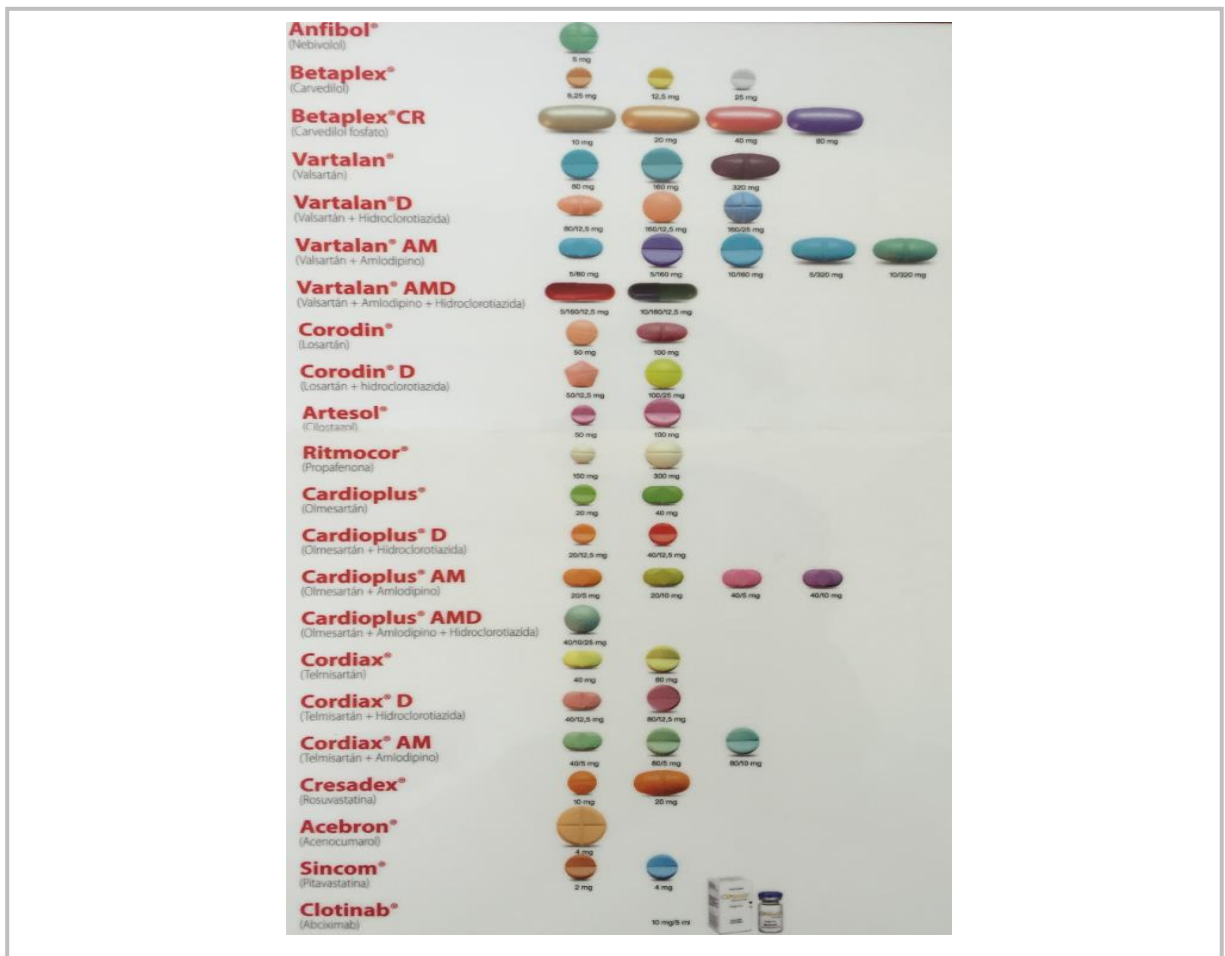 Anfibol®
(Nebivolol)
5 mg
Betaplex®
(Carvedilol)
6,25 mg 12,5 mg 25 mg
Betaplex®CR
(Carvedilol fosfato)
10 mg 20 mg 40 mg 80 mg
Vartalan®
(Valsartán)
80 mg 160 mg 320 mg
Vartalan®D
(Valsartán + Hidroclorotiazida)
80/12,5 mg 160/12,5 mg 160/25 mg
Vartalan® AM
(Valsartán + Amlodipino)
5/80 mg 5/160 mg 10/160 mg 5/320 mg 10/320 mg
Vartalan® AMD
(Valsartán + Amlodipino + Hidroclorotiazida)
5/160/12,5 mg 10/160/12,5 mg
Corodin®
(Losartán)
50 mg 100 mg
Corodin® D
(Losartán + hidroclorotiazida)
50/12,5 mg 100/25 mg
Artesol®
(Cilostazol)
50 mg 100 mg
Ritmocor®
(Propafenona)
150 mg 300 mg
Cardioplus®
(Olmesartán)
20 mg 40 mg
Cardioplus® D
(Olmesartán + Hidroclorotiazida)
20/12,5 mg 40/12,5 mg
Cardioplus® AM
(Olmesartán + Amlodipino)
20/5 mg 20/10 mg 40/5 mg 40/10 mg
Cardioplus® AMD
(Olmesartán + Amlodipino + Hidroclorotiazida)
40/10/25 mg
Cordiax®
(Telmisartán)
40 mg 80 mg
Cordiax® D
(Telmisartán + Hidroclorotiazida)
40/12,5 mg 80/12,5 mg
Cordiax® AM
(Telmisartán + Amlodipino)
40/5 mg 80/5 mg 80/10 mg
Cresadex®
(Rosuvastatina)
10 mg 20 mg
Acebron®
(Acenocumarol)
4 mg
Sincom®
(Pitavastatina)
2 mg 4 mg
Clotinab®
(Abciximab)
10 mg/5 ml